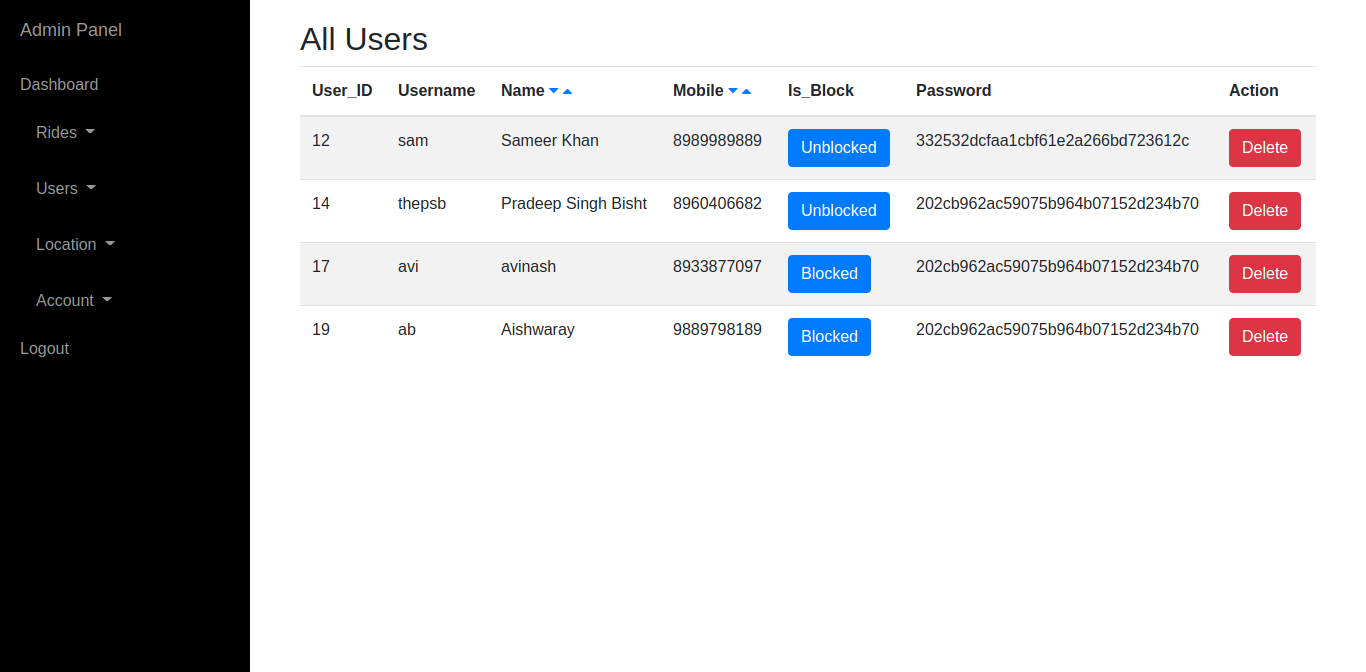 Admin Panel
Dashboard
Rides
Users
Location
Account
Logout
All Users
User_ID Username Name Mobile Is_Block Password Action
12 sam Sameer Khan 8989989889 Unblocked 332532dcfaa1cbf61e2a266bd723612c Delete
14 thepsb Pradeep Singh Bisht 8960406682 Unblocked 202cb962ac59075b964b07152d234b70 Delete
17 avi avinash 8933877097 Blocked 202cb962ac59075b964b07152d234b70 Delete
19 ab Aishwaray 9889798189 Blocked 202cb962ac59075b964b07152d234b70 Delete